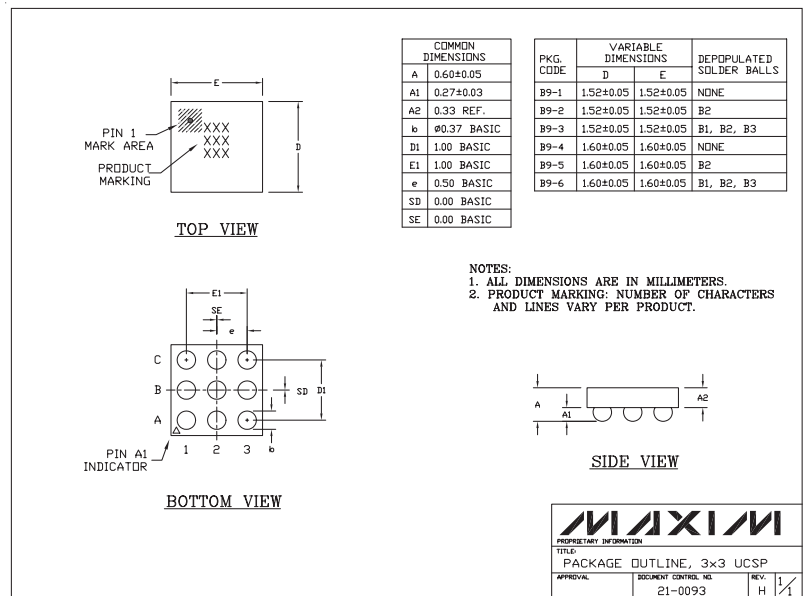 E
D
PIN 1
MARK AREA
PRODUCT
MARKING
XXX
XXX
XXX
TOP VIEW
COMMON
DIMENSIONS
A 0.60±0.05
A1 0.27±0.03
A2 0.33 REF.
b Ø0.37 BASIC
D1 1.00 BASIC
E1 1.00 BASIC
e 0.50 BASIC
SD 0.00 BASIC
SE 0.00 BASIC
PKG. CODE VARIABLE DIMENSIONS DEPOPULATED SOLDER BALLS
D E
B9-1 1.52±0.05 1.52±0.05 NONE
B9-2 1.52±0.05 1.52±0.05 B2
B9-3 1.52±0.05 1.52±0.05 B1, B2, B3
B9-4 1.60±0.05 1.60±0.05 NONE
B9-5 1.60±0.05 1.60±0.05 B2
B9-6 1.60±0.05 1.60±0.05 B1, B2, B3
NOTES:
1. ALL DIMENSIONS ARE IN MILLIMETERS.
2. PRODUCT MARKING: NUMBER OF CHARACTERS
AND LINES VARY PER PRODUCT.
E1
SE
e
C
B
A
SD D1
1 2 3 b
PIN A1
INDICATOR
BOTTOM VIEW
A
A1
A2
SIDE VIEW
MAXIM
PROPRIETARY INFORMATION
TITLE:
PACKAGE OUTLINE, 3x3 UCSP
APPROVAL DOCUMENT CONTROL NO. REV.
21-0093 H 1/1